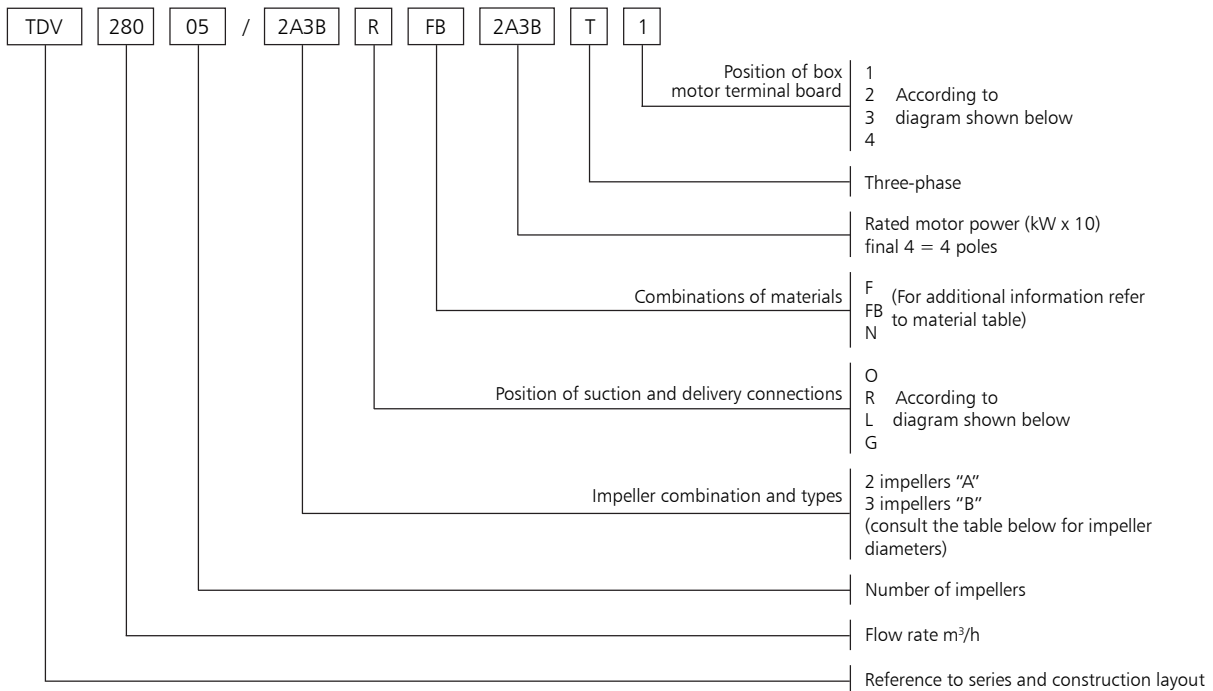 TDV 280 05 / 2A3B R FB 2A3B T 1
Position of box
motor terminal board
1
2 According to
3 diagram shown below
4
Three-phase
Rated motor power (kW x 10)
final 4 = 4 poles
Combinations of materials
F (For additional information refer
FB to material table)
N
Position of suction and delivery connections
O
R According to
L diagram shown below
G
Impeller combination and types
2 impellers “A”
3 impellers “B”
(consult the table below for impeller
diameters)
Number of impellers
Flow rate m³/h
Reference to series and construction layout